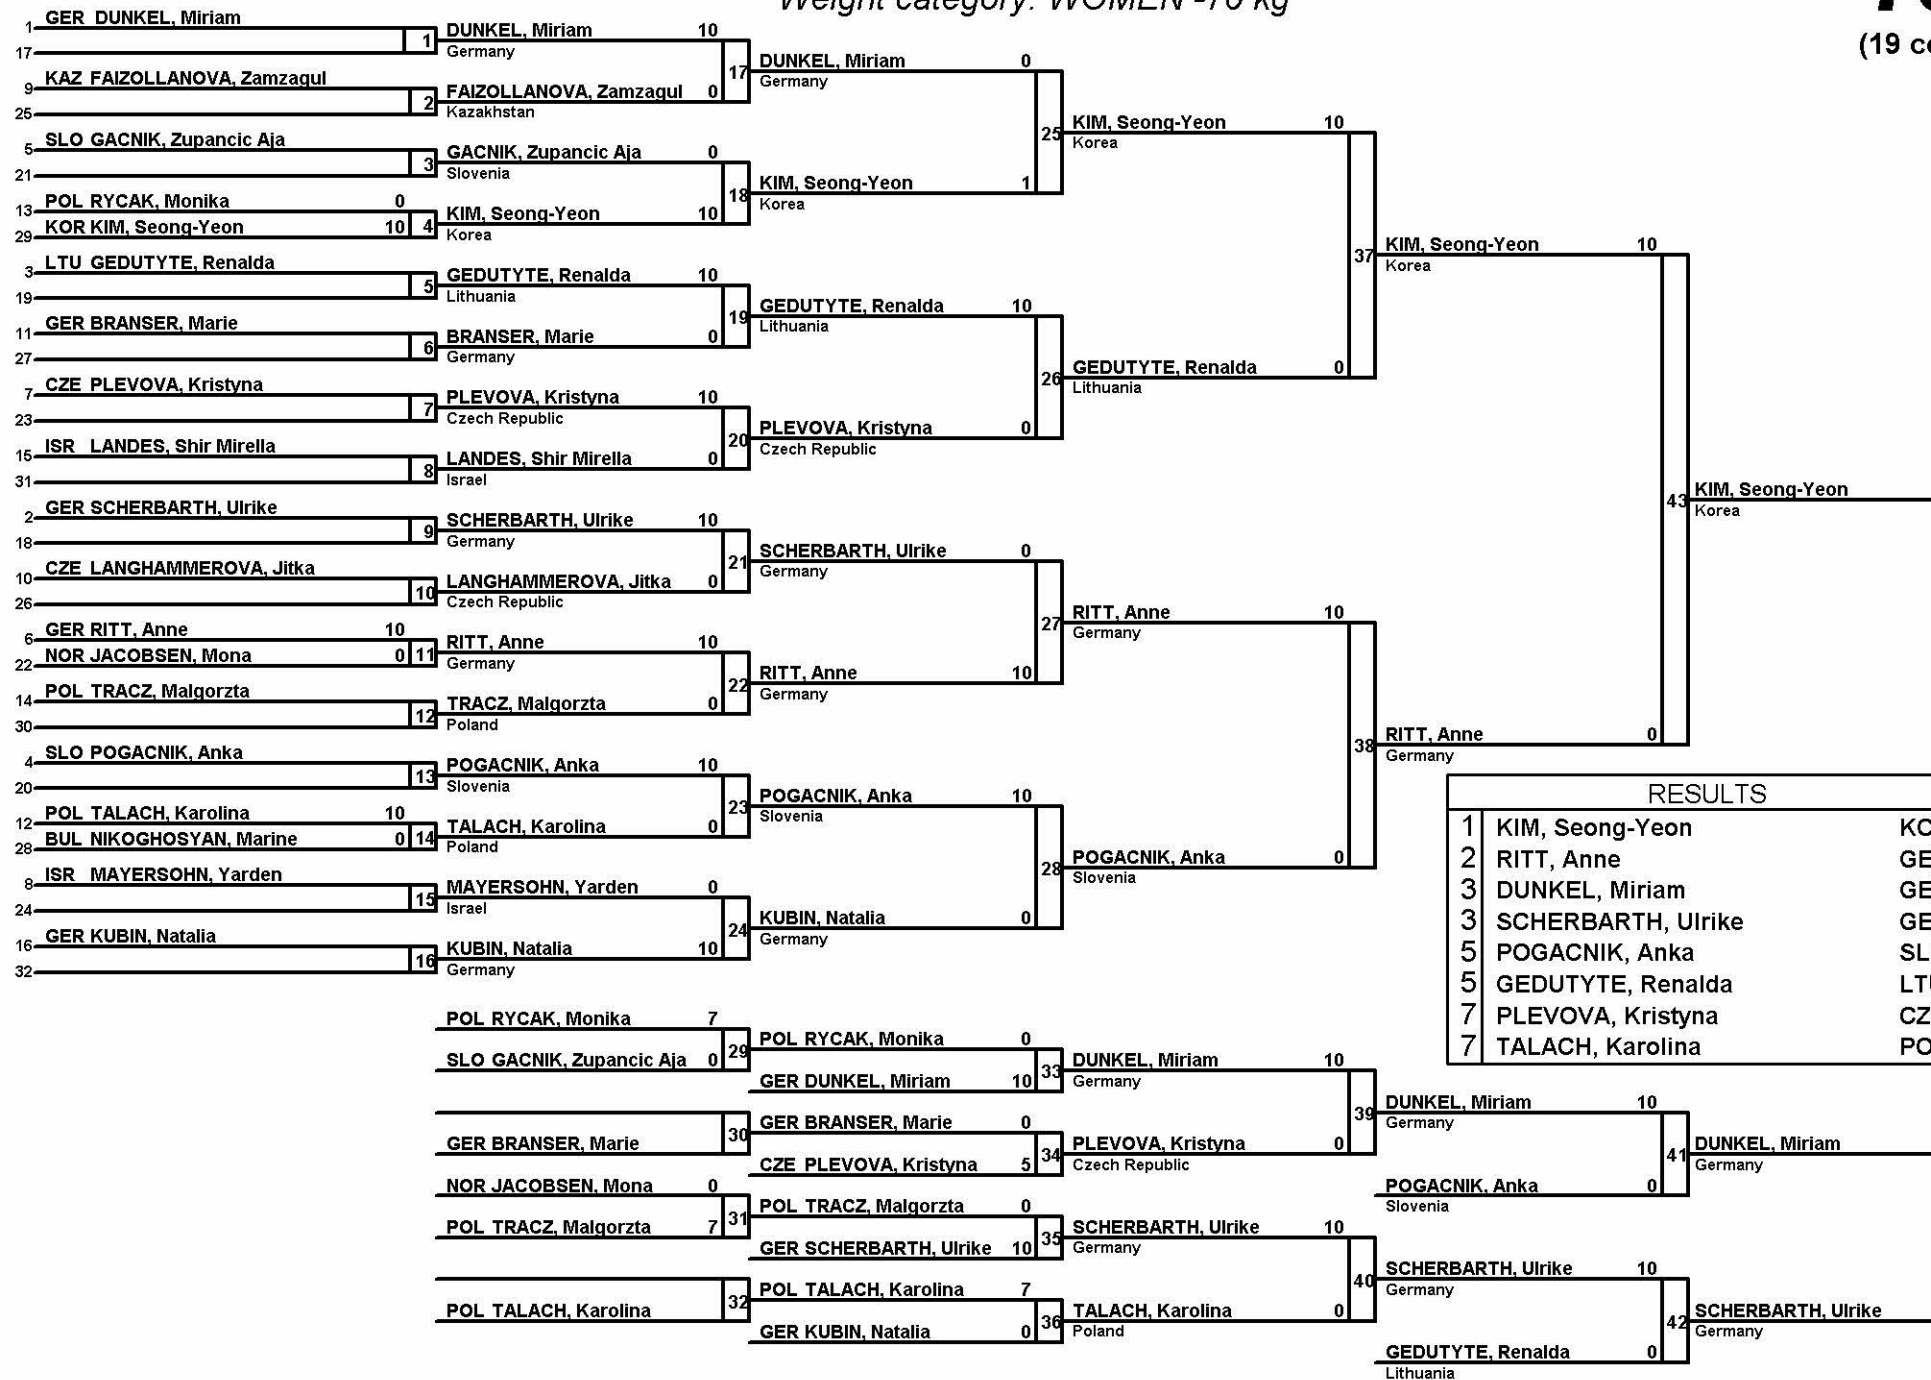 Weight category: WOMEN -70 kg
(19 co
1 GER DUNKEL, Miriam
17
1
9 KAZ FAIZOLLANOVA, Zamzagul
25
2
5 SLO GACNIK, Zupancic Aja
21
3
13 POL RYCAK, Monika 0
29 KOR KIM, Seong-Yeon 10
4
3 LTU GEDUTYTE, Renalda
19
5
11 GER BRANSER, Marie
27
6
7 CZE PLEVOVA, Kristyna
23
7
15 ISR LANDES, Shir Mirella
31
8
2 GER SCHERBARTH, Ulrike
18
9
10 CZE LANGHAMMEROVA, Jitka
26
10
6 GER RITT, Anne 10
22 NOR JACOBSEN, Mona 0
11
14 POL TRACZ, Malgorzta
30
12
4 SLO POGACNIK, Anka
20
13
12 POL TALACH, Karolina 10
28 BUL NIKOGHOSYAN, Marine 0
14
8 ISR MAYERSOHN, Yarden
24
15
16 GER KUBIN, Natalia
32
16
DUNKEL, Miriam 10
Germany
17
FAIZOLLANOVA, Zamzagul 0
Kazakhstan
GACNIK, Zupancic Aja 0
Slovenia
18
KIM, Seong-Yeon 10
Korea
GEDUTYTE, Renalda 10
Lithuania
19
BRANSER, Marie 0
Germany
PLEVOVA, Kristyna 10
Czech Republic
20
LANDES, Shir Mirella 0
Israel
SCHERBARTH, Ulrike 10
Germany
21
LANGHAMMEROVA, Jitka 0
Czech Republic
RITT, Anne 10
Germany
22
TRACZ, Malgorzta 0
Poland
POGACNIK, Anka 10
Slovenia
23
TALACH, Karolina 0
Poland
MAYERSOHN, Yarden 0
Israel
24
KUBIN, Natalia 10
Germany
DUNKEL, Miriam 0
Germany
25
KIM, Seong-Yeon 1
Korea
GEDUTYTE, Renalda 10
Lithuania
26
PLEVOVA, Kristyna 0
Czech Republic
SCHERBARTH, Ulrike 0
Germany
27
RITT, Anne 10
Germany
POGACNIK, Anka 10
Slovenia
28
KUBIN, Natalia 0
Germany
KIM, Seong-Yeon 10
Korea
37
GEDUTYTE, Renalda 0
Lithuania
RITT, Anne 10
Germany
38
POGACNIK, Anka 0
Slovenia
KIM, Seong-Yeon 10
Korea
43
RITT, Anne 0
Germany
KIM, Seong-Yeon
Korea
RESULTS
1 KIM, Seong-Yeon KO
2 RITT, Anne GE
3 DUNKEL, Miriam GE
3 SCHERBARTH, Ulrike GE
5 POGACNIK, Anka SL
5 GEDUTYTE, Renalda LTU
7 PLEVOVA, Kristyna CZ
7 TALACH, Karolina PO
POL RYCAK, Monika 7
29
SLO GACNIK, Zupancic Aja 0
30
GER BRANSER, Marie
NOR JACOBSEN, Mona 0
31
POL TRACZ, Malgorzta 7
32
POL TALACH, Karolina
POL RYCAK, Monika 0
33
GER DUNKEL, Miriam 10
GER BRANSER, Marie 0
34
CZE PLEVOVA, Kristyna 5
POL TRACZ, Malgorzta 0
35
GER SCHERBARTH, Ulrike 10
POL TALACH, Karolina 7
36
GER KUBIN, Natalia 0
DUNKEL, Miriam 10
Germany
39
PLEVOVA, Kristyna 0
Czech Republic
SCHERBARTH, Ulrike 10
Germany
40
TALACH, Karolina 0
Poland
DUNKEL, Miriam 10
Germany
41
POGACNIK, Anka 0
Slovenia
SCHERBARTH, Ulrike 10
Germany
42
GEDUTYTE, Renalda 0
Lithuania
DUNKEL, Miriam
Germany
SCHERBARTH, Ulrike
Germany